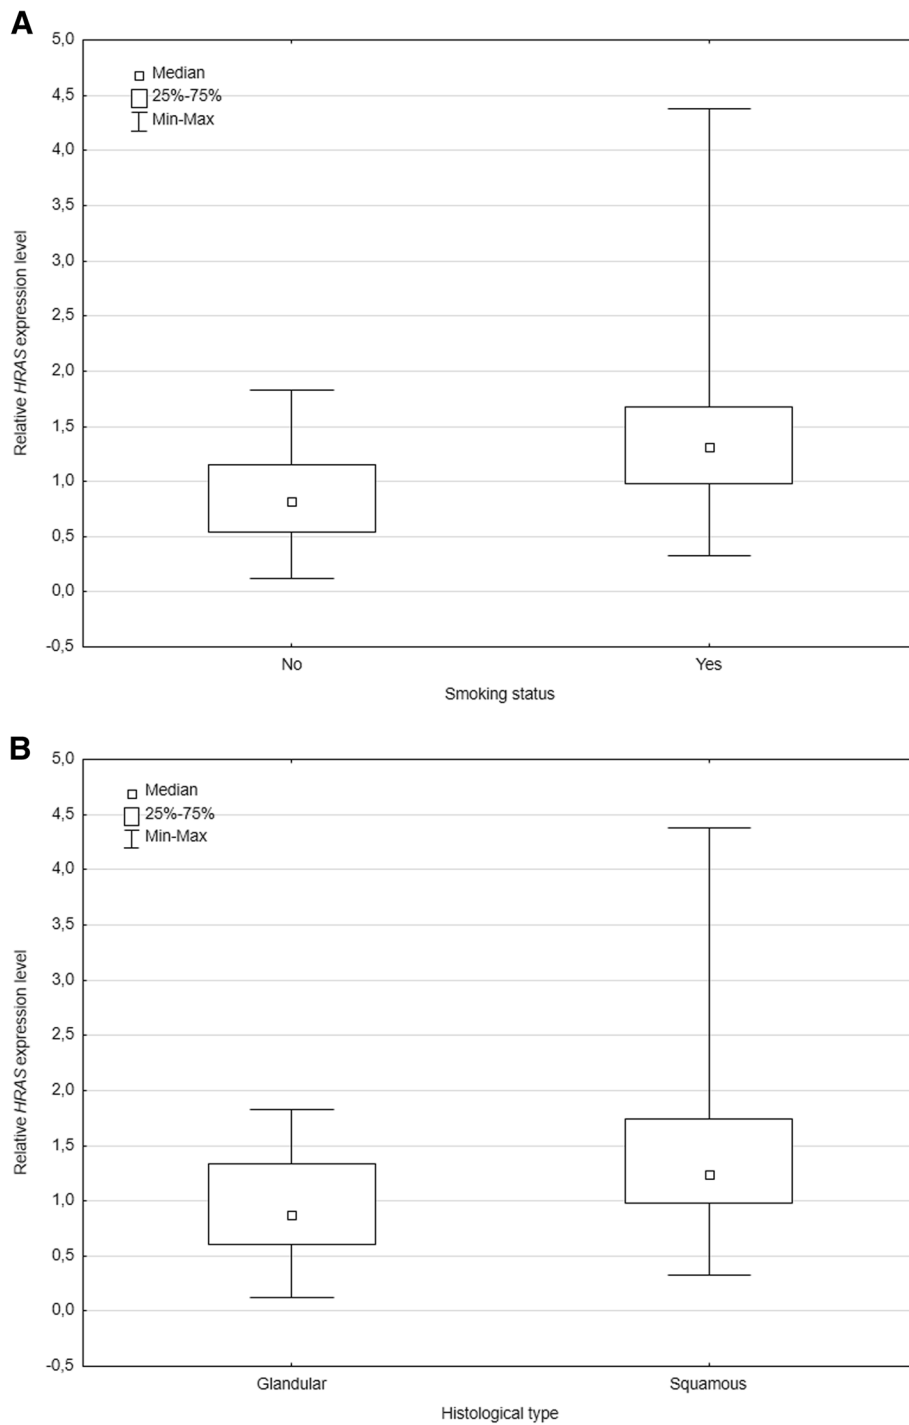 A
5,0
Median
4,5
25%-75%
Min-Max
4,0
3,5
3,0
2,5
2,0
1,5
1,0
0,5
0,0
-0,5
Relative HRAS expression level
No
Yes
Smoking status
B
5,0
Median
4,5
25%-75%
Min-Max
4,0
3,5
3,0
2,5
2,0
1,5
1,0
0,5
0,0
-0,5
Relative HRAS expression level
Glandular
Squamous
Histological type